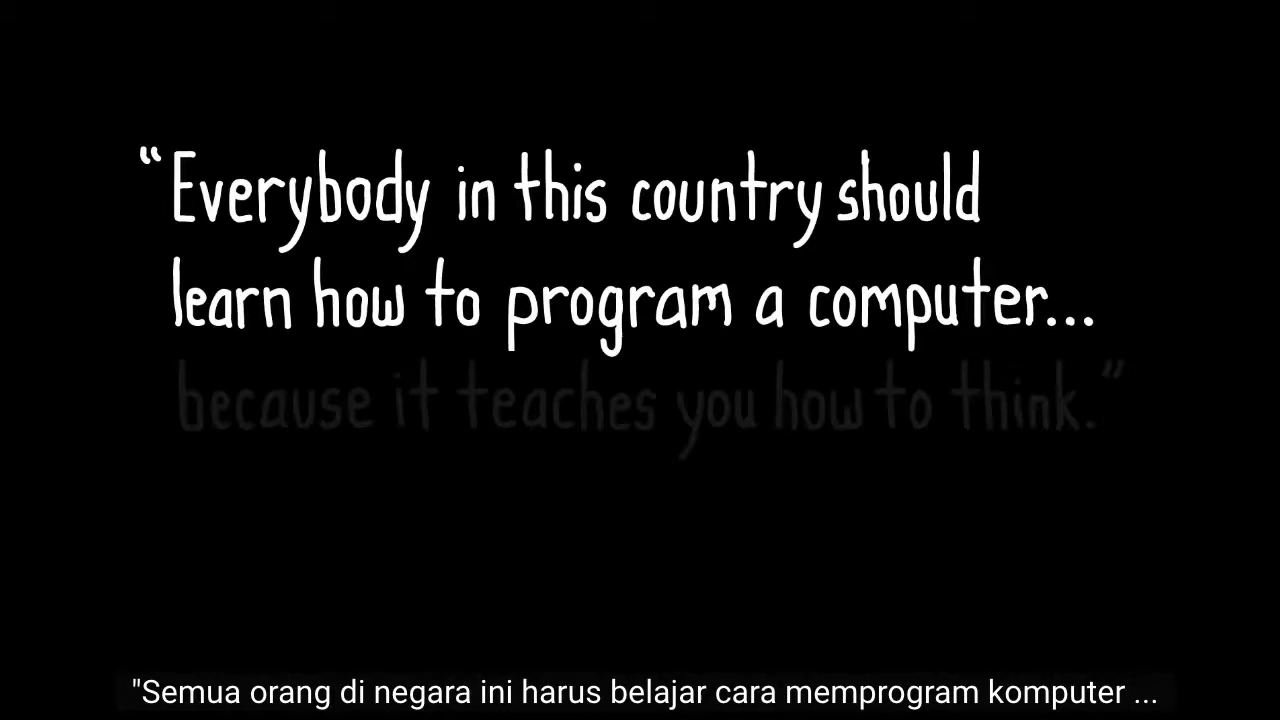 “Everybody in this country should
learn how to program a computer...
because it teaches you how to think.”
"Semua orang di negara ini harus belajar cara memprogram komputer ...